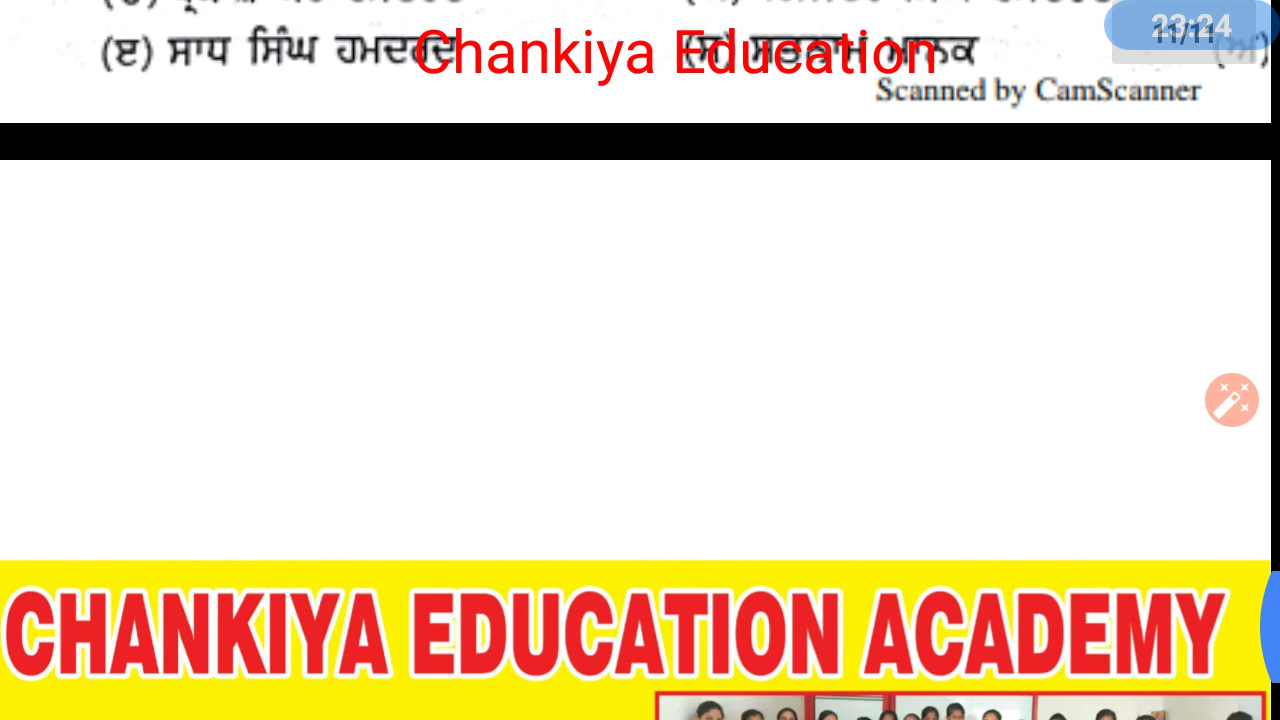 (ੲ) ਸਾਧ ਸਿੰਘ ਹਮਦਰਦ
Chankiya Education
23:24
11/11
Scanned by CamScanner
CHANKIYA EDUCATION ACADEMY